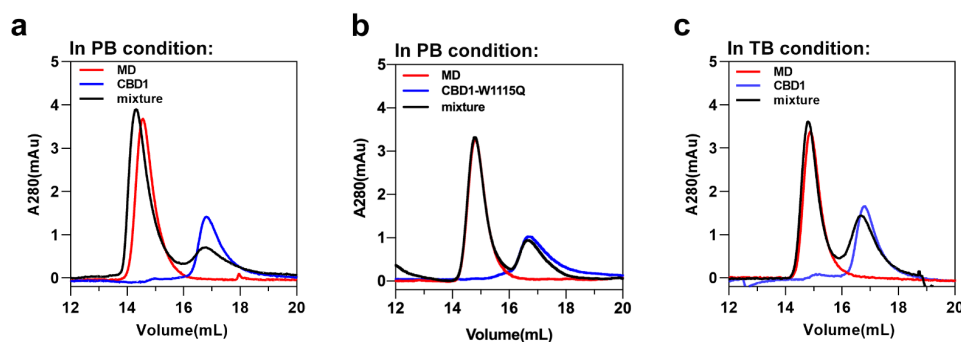 a
In PB condition:
MD
CBD1
mixture
A280(mAu)
5
4
3
2
1
0
12 14 16 18 20
Volume(mL)
b
In PB condition:
MD
CBD1-W1115Q
mixture
A280(mAu)
5
4
3
2
1
0
12 14 16 18 20
Volume(mL)
c
In TB condition:
MD
CBD1
mixture
A280(mAu)
5
4
3
2
1
0
12 14 16 18 20
Volume(mL)